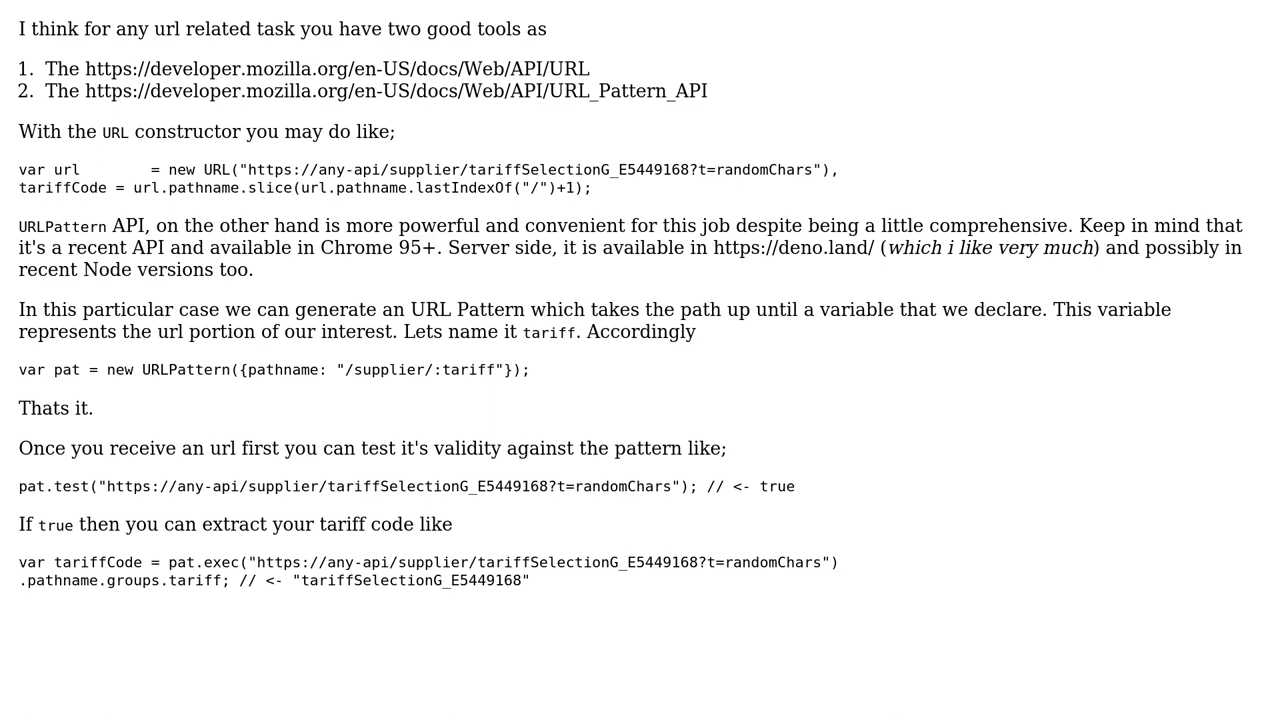 I think for any url related task you have two good tools as
1. The https://developer.mozilla.org/en-US/docs/Web/API/URL
2. The https://developer.mozilla.org/en-US/docs/Web/API/URL_Pattern_API
With the URL constructor you may do like;
var url        = new URL("https://any-api/supplier/tariffSelectionG_E5449168?t=randomChars"),
tariffCode = url.pathname.slice(url.pathname.lastIndexOf("/")+1);
URLPattern API, on the other hand is more powerful and convenient for this job despite being a little comprehensive. Keep in mind that
it's a recent API and available in Chrome 95+. Server side, it is available in https://deno.land/ (which i like very much) and possibly in
recent Node versions too.
In this particular case we can generate an URL Pattern which takes the path up until a variable that we declare. This variable
represents the url portion of our interest. Lets name it tariff. Accordingly
var pat = new URLPattern({pathname: "/supplier/:tariff"});
Thats it.
Once you receive an url first you can test it's validity against the pattern like;
pat.test("https://any-api/supplier/tariffSelectionG_E5449168?t=randomChars"); // <- true
If true then you can extract your tariff code like
var tariffCode = pat.exec("https://any-api/supplier/tariffSelectionG_E5449168?t=randomChars")
.pathname.groups.tariff; // <- "tariffSelectionG_E5449168"